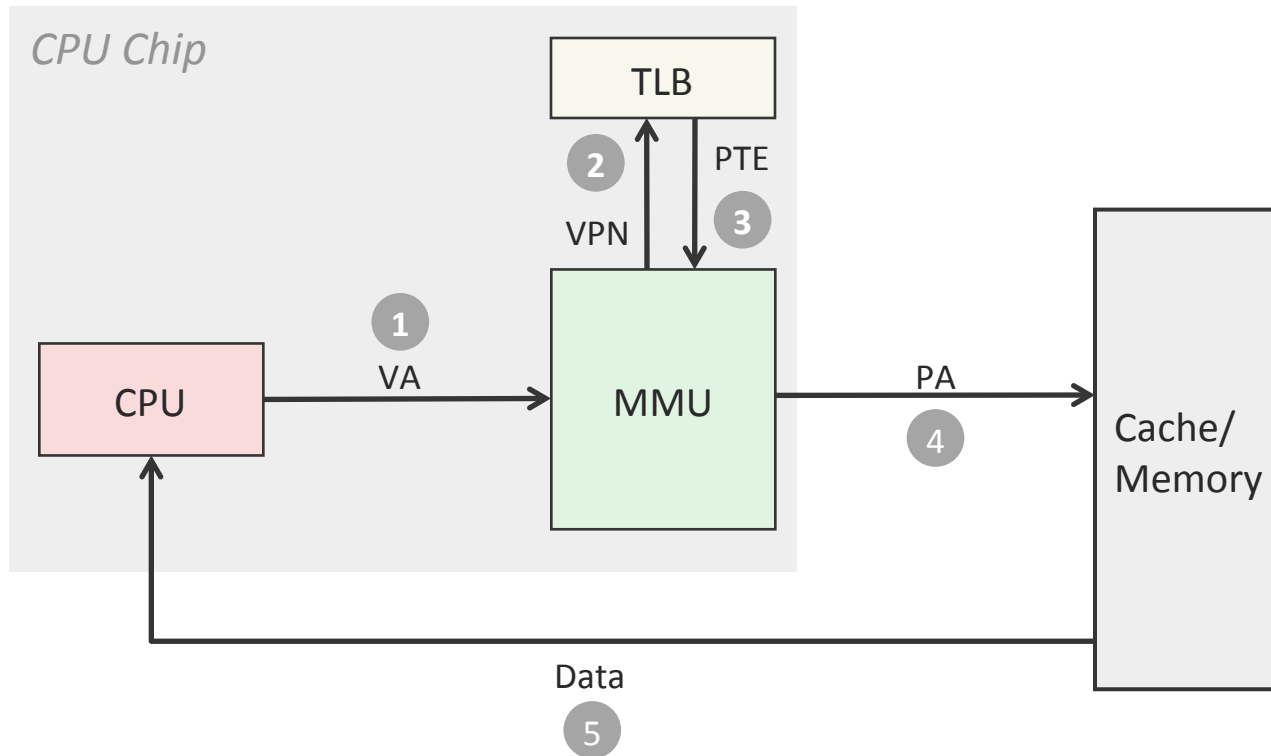 CPU Chip
TLB
2
PTE
3
VPN
1
VA
CPU
MMU
PA
4
Cache/
Memory
Data
5